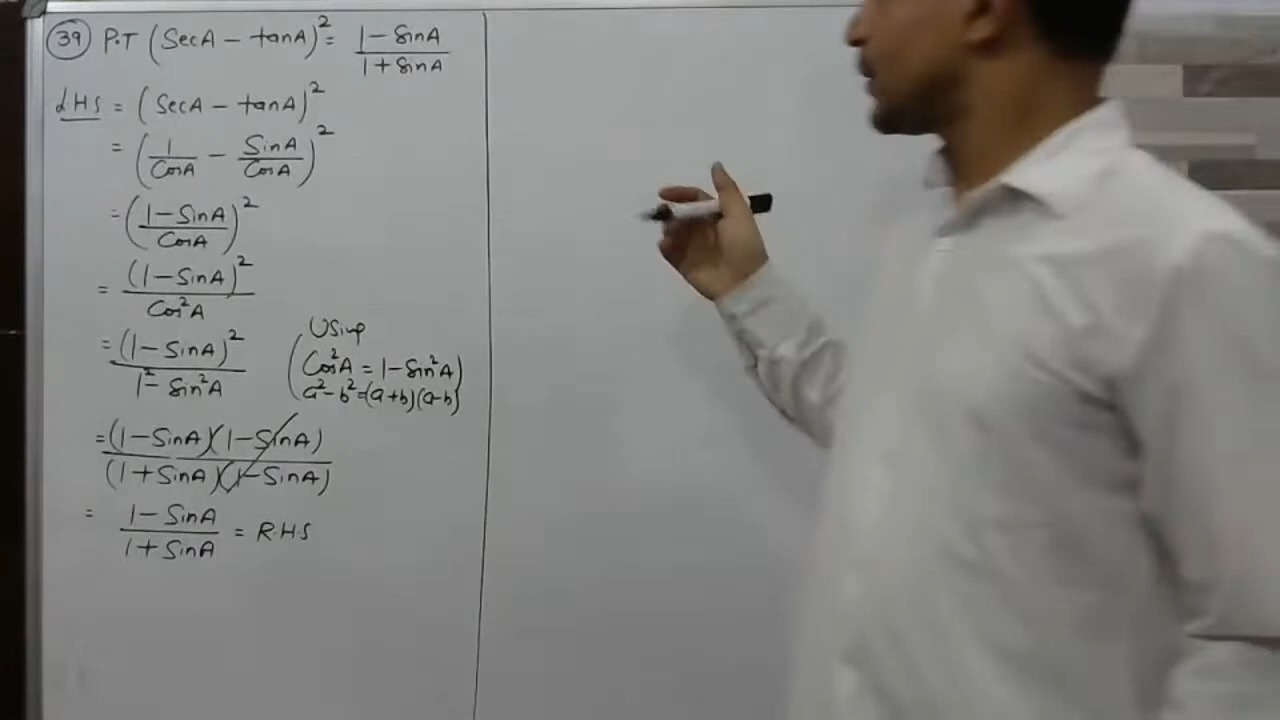 39 P.T (SecA - tanA)² = (1 - SinA)/(1 + SinA)
LHS = (SecA - tanA)²
= (1/CosA - SinA/CosA)²
= ((1 - SinA)/CosA)²
= (1 - SinA)²/Cos²A
= (1 - SinA)²/(1² - Sin²A)
Using
(Cos²A = 1 - Sin²A)
a² - b² = (a+b)(a-b)
= (1 - SinA)(1 - SinA)/(1 + SinA)(1 - SinA)
= (1 - SinA)/(1 + SinA) = R.H.S